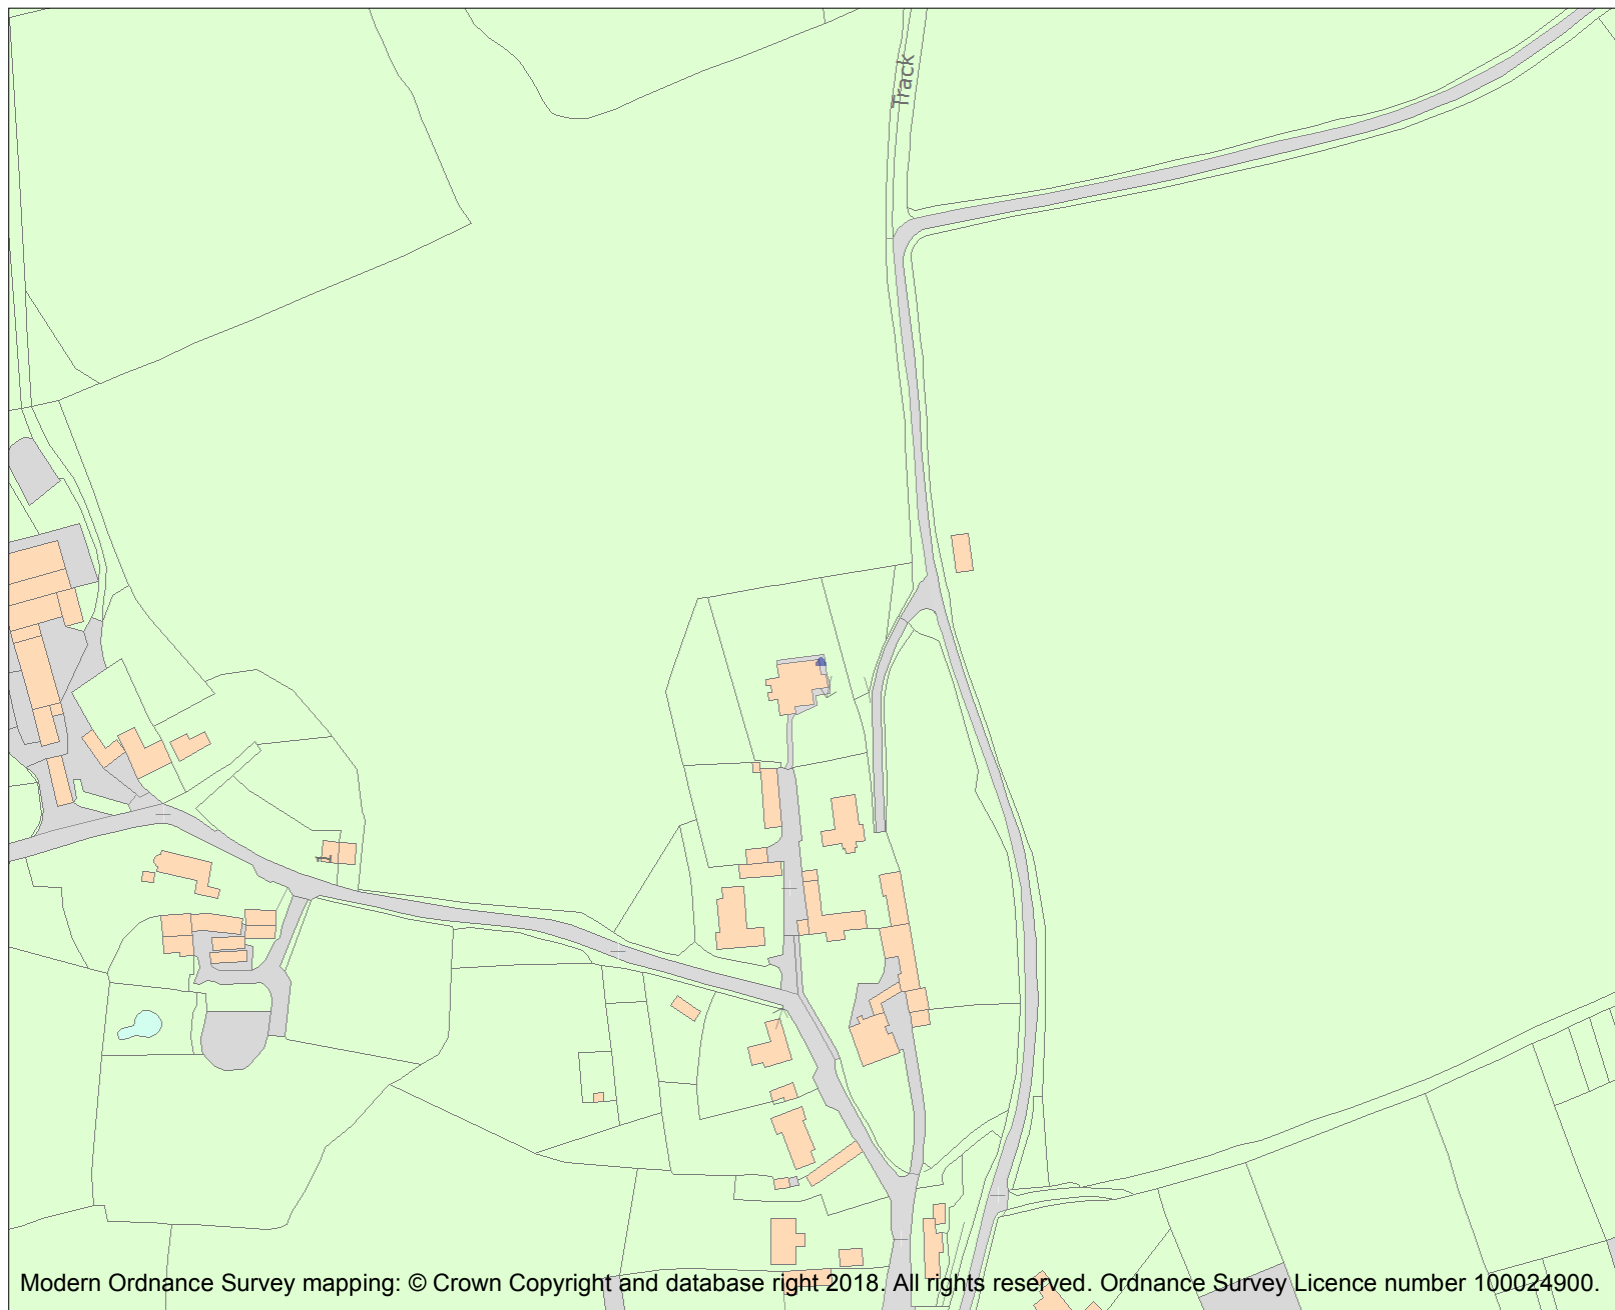 Track
1
Modern Ordnance Survey mapping: © Crown Copyright and database right 2018. All rights reserved. Ordnance Survey Licence number 100024900.